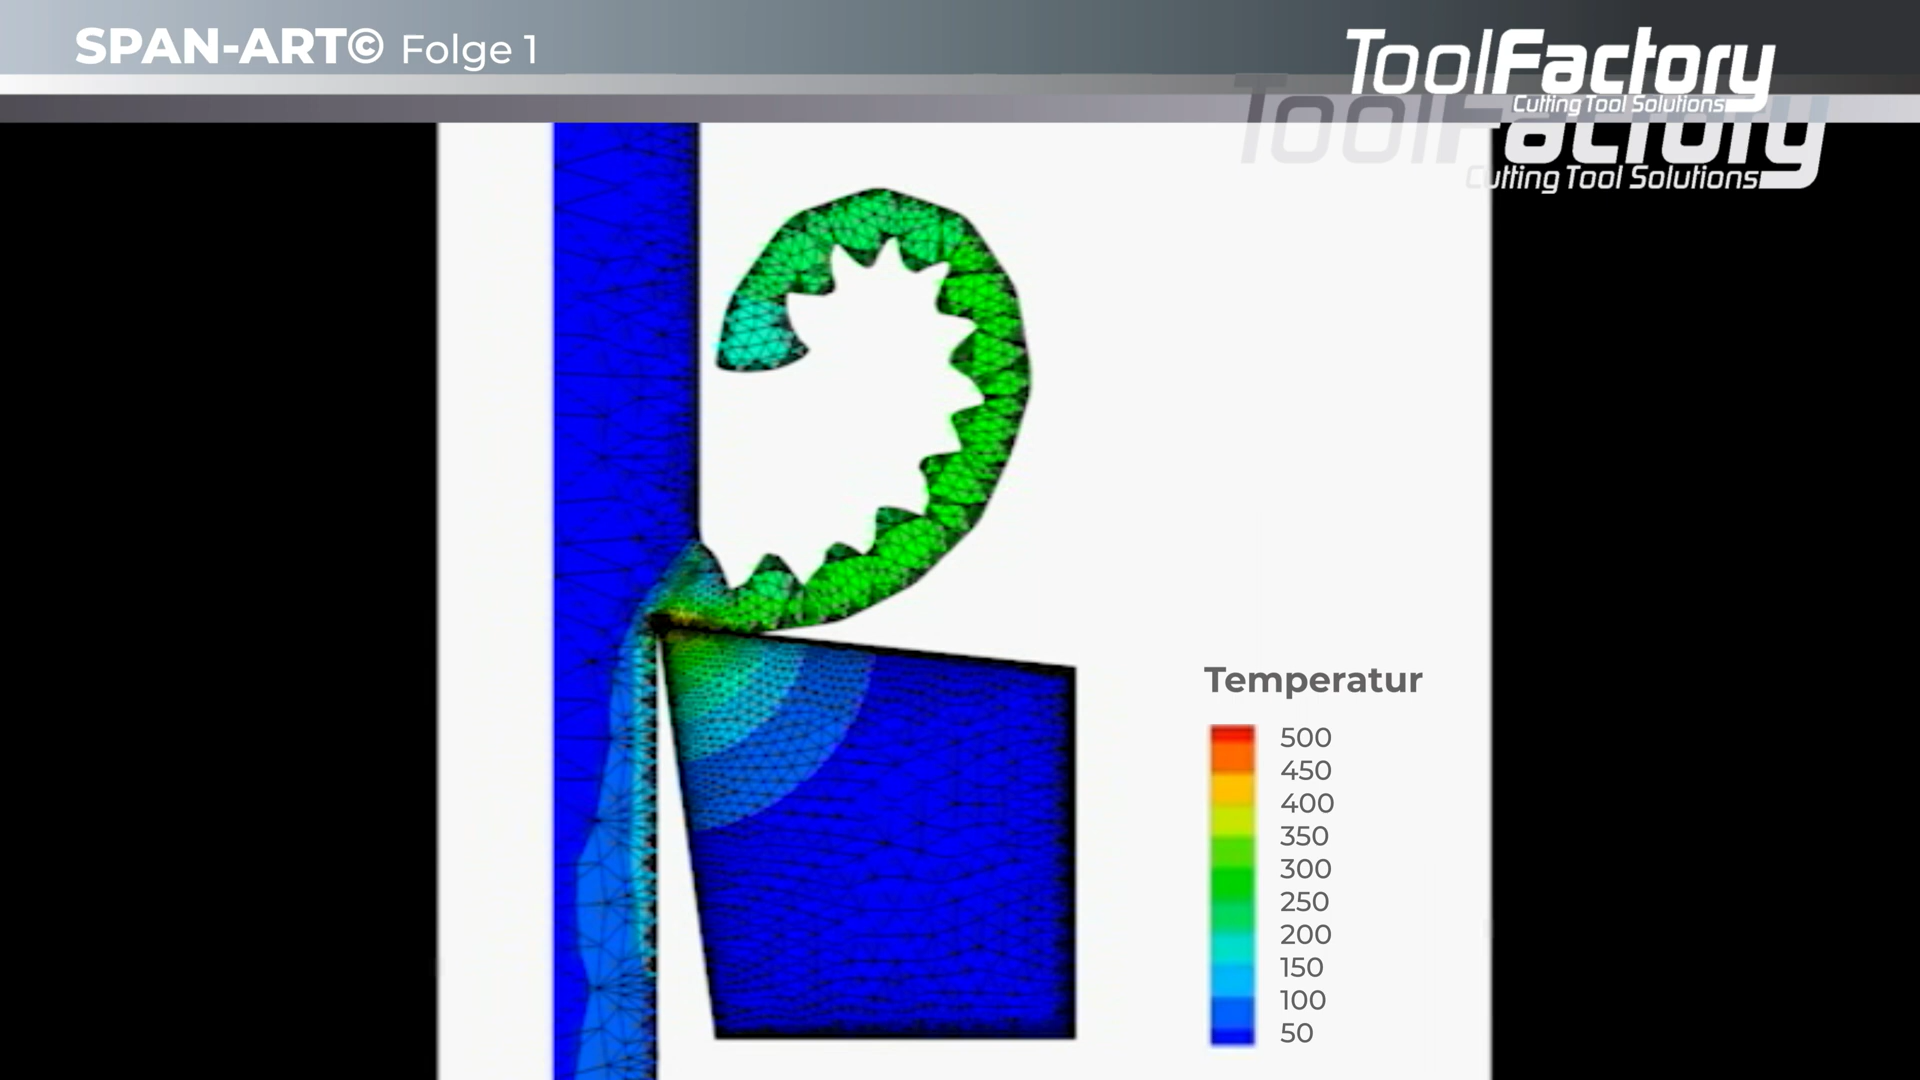 SPAN-ART© Folge 1
ToolFactory
Cutting Tool Solutions
ToolFactory
Cutting Tool Solutions
Temperatur
500
450
400
350
300
250
200
150
100
50